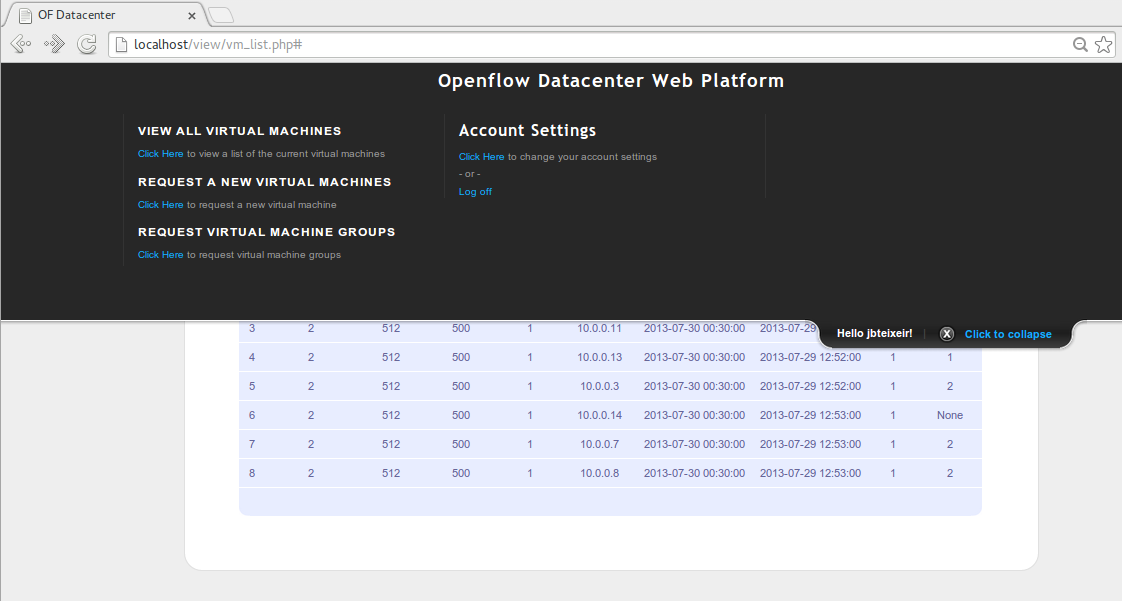 OF Datacenter
localhost/view/vm_list.php#
Openflow Datacenter Web Platform
VIEW ALL VIRTUAL MACHINES
Click Here to view a list of the current virtual machines
REQUEST A NEW VIRTUAL MACHINES
Click Here to request a new virtual machine
REQUEST VIRTUAL MACHINE GROUPS
Click Here to request virtual machine groups
Account Settings
Click Here to change your account settings
- or -
Log off
Hello jbteixeir! X Click to collapse
3 2 512 500 1 10.0.0.11 2013-07-30 00:30:00 2013-07-29
4 2 512 500 1 10.0.0.13 2013-07-30 00:30:00 2013-07-29 12:52:00 1 1
5 2 512 500 1 10.0.0.3 2013-07-30 00:30:00 2013-07-29 12:52:00 1 2
6 2 512 500 1 10.0.0.14 2013-07-30 00:30:00 2013-07-29 12:53:00 1 None
7 2 512 500 1 10.0.0.7 2013-07-30 00:30:00 2013-07-29 12:53:00 1 2
8 2 512 500 1 10.0.0.8 2013-07-30 00:30:00 2013-07-29 12:53:00 1 2